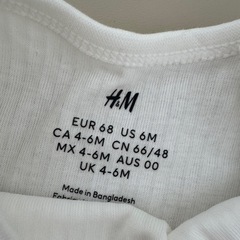 H&M
EUR 68 US 6M
CA 4-6M CN 66/48
MX 4-6M AUS 00
UK 4-6M
Made in Bangladesh